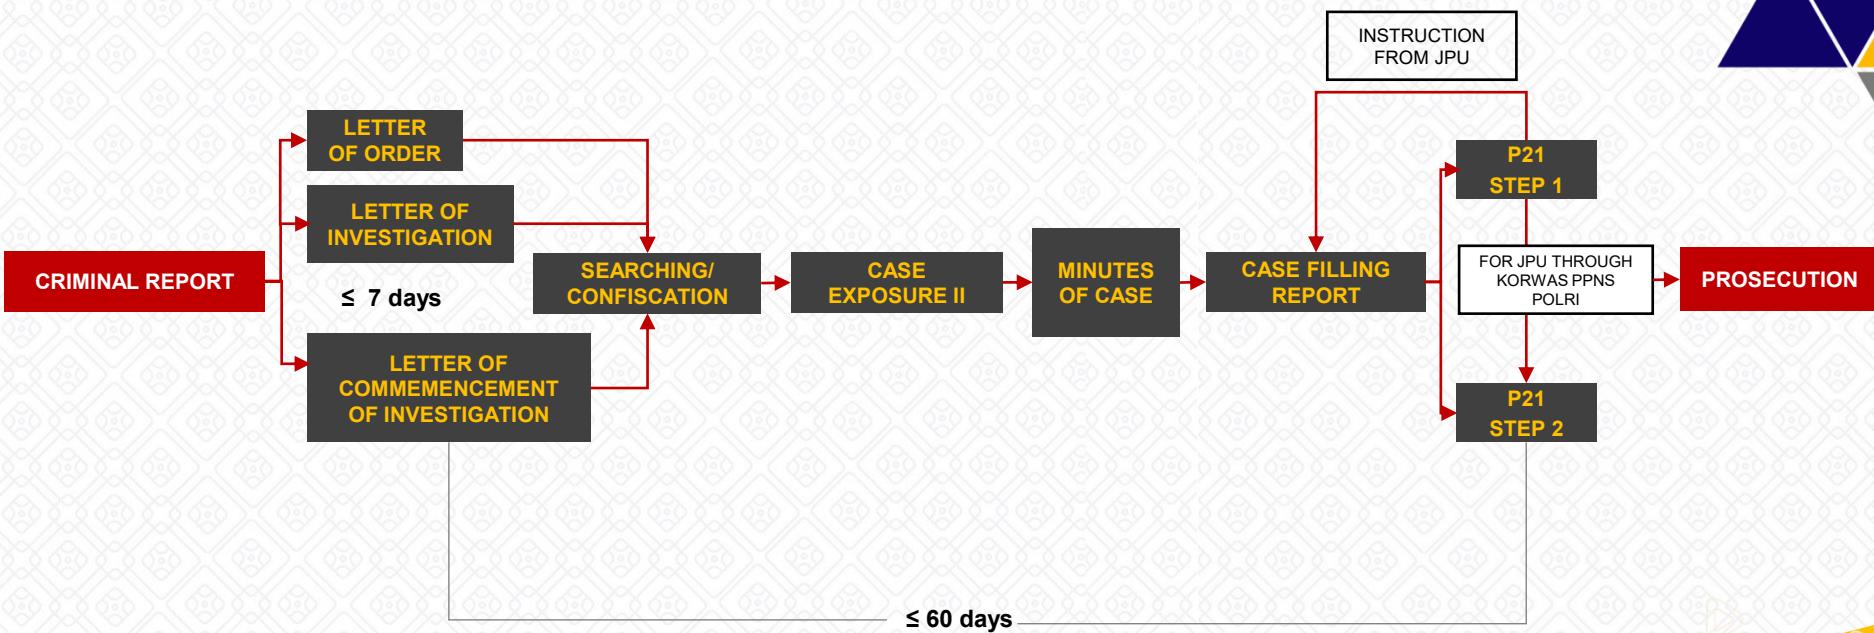 INSTRUCTION
FROM JPU
LETTER
OF ORDER
LETTER OF
INVESTIGATION
CRIMINAL REPORT
≤ 7 days
LETTER OF
COMMEMENCEMENT
OF INVESTIGATION
SEARCHING/
CONFISCATION
CASE
EXPOSURE II
MINUTES
OF CASE
CASE FILLING
REPORT
P21
STEP 1
FOR JPU THROUGH
KORWAS PPNS
POLRI
P21
STEP 2
PROSECUTION
≤ 60 days